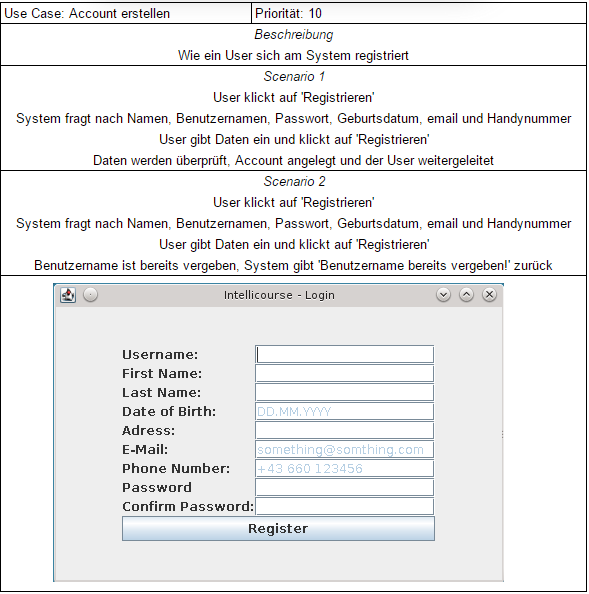 Use Case: Account erstellen Priorität: 10
Beschreibung
Wie ein User sich am System registriert
Scenario 1
User klickt auf 'Registrieren'
System fragt nach Namen, Benutzernamen, Passwort, Geburtsdatum, email und Handynummer
User gibt Daten ein und klickt auf 'Registrieren'
Daten werden überprüft, Account angelegt und der User weitergeleitet
Scenario 2
User klickt auf 'Registrieren'
System fragt nach Namen, Benutzernamen, Passwort, Geburtsdatum, email und Handynummer
User gibt Daten ein und klickt auf 'Registrieren'
Benutzername ist bereits vergeben, System gibt 'Benutzername bereits vergeben!' zurück
Intellicourse - Login
Username:
First Name:
Last Name:
Date of Birth: DD.MM.YYYY
Adress:
E-Mail: something@somthing.com
Phone Number: +43 660 123456
Password
Confirm Password:
Register